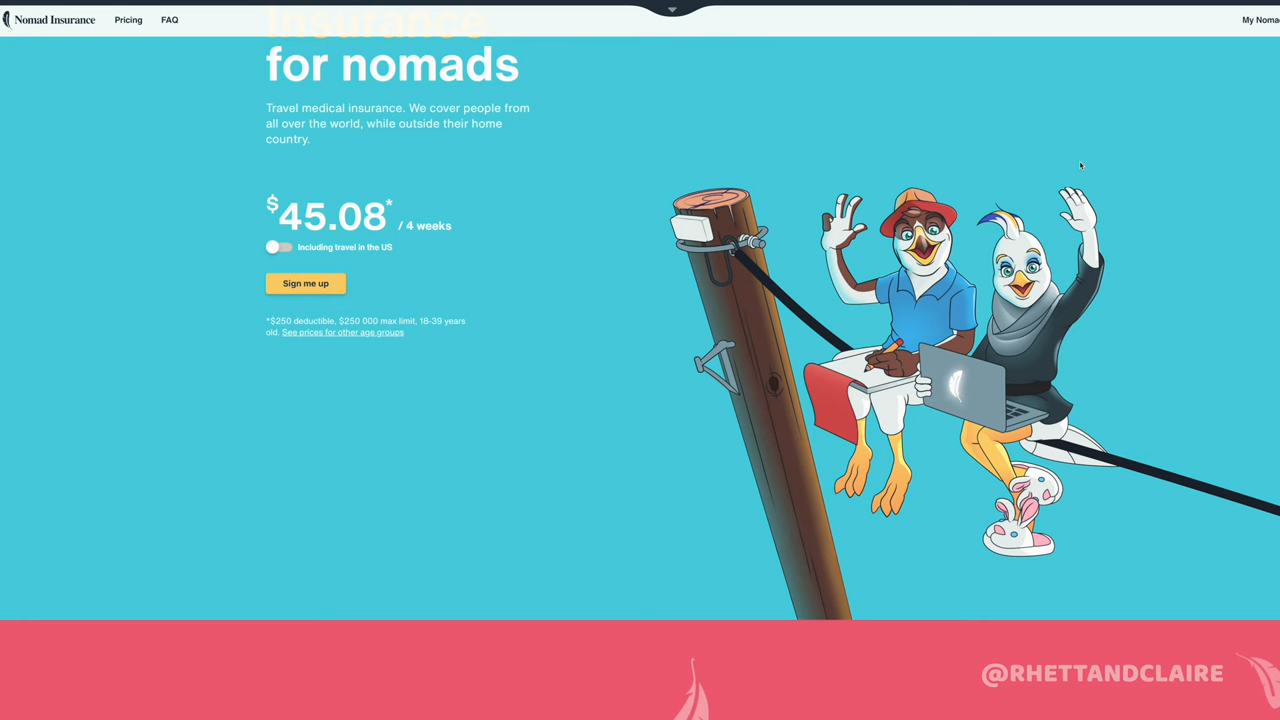 Nomad Insurance
Pricing
FAQ
My Noma
Insurance
for nomads
Travel medical insurance. We cover people from
all over the world, while outside their home
country.
$45.08* / 4 weeks
Including travel in the US
Sign me up
*$250 deductible, $250 000 max limit, 18-39 years
old. See prices for other age groups
@RHETTANDCLAIRE